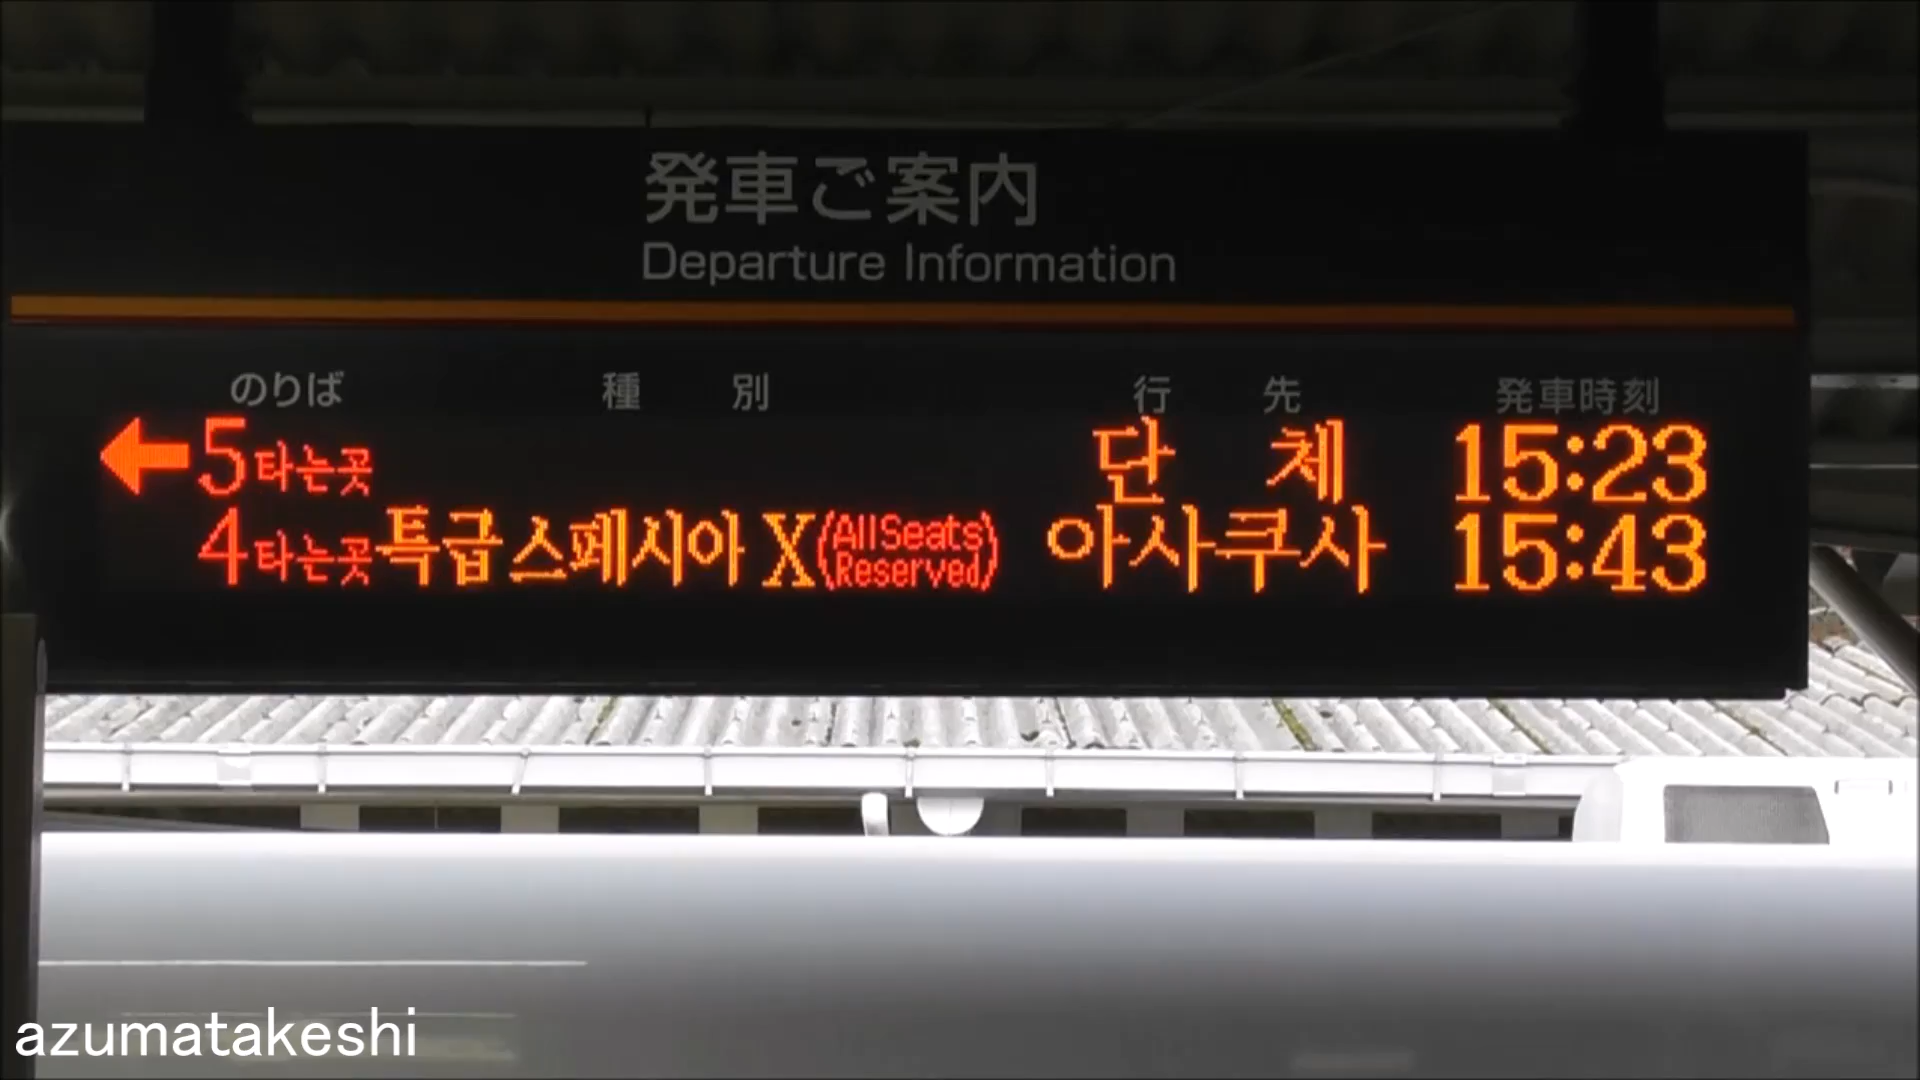 発車ご案内
Departure Information
のりば 種別 行先 発車時刻
←5타는곳 단체 15:23
4타는곳 특급 스페시아 X(All Seats Reserved) 아사쿠사 15:43
azumatakeshi